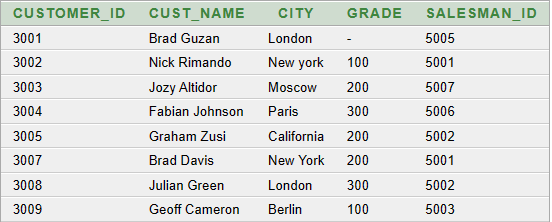 CUSTOMER_ID CUST_NAME CITY GRADE SALESMAN_ID
3001 Brad Guzan London - 5005
3002 Nick Rimando New york 100 5001
3003 Jozy Altidor Moscow 200 5007
3004 Fabian Johnson Paris 300 5006
3005 Graham Zusi California 200 5002
3007 Brad Davis New York 200 5001
3008 Julian Green London 300 5002
3009 Geoff Cameron Berlin 100 5003